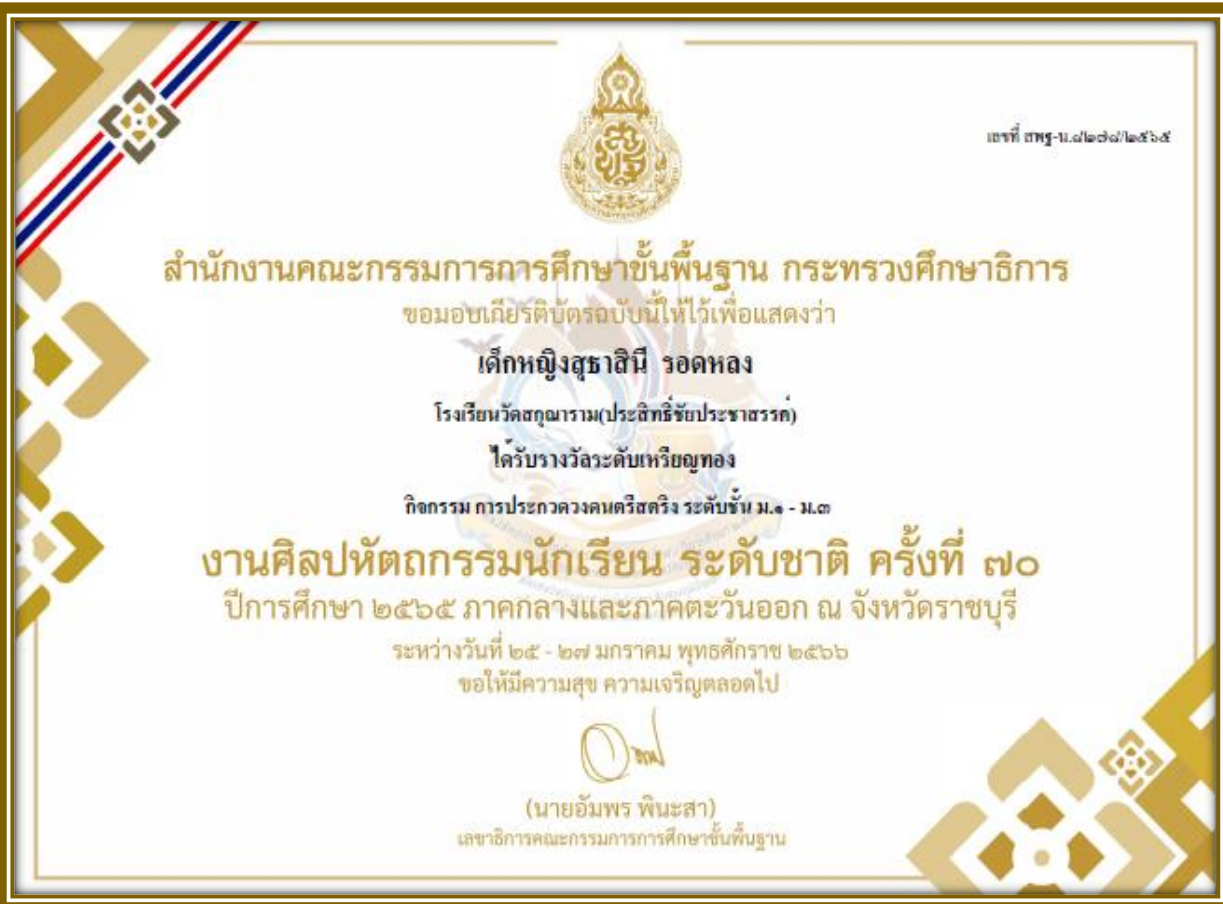 เลขที่ สพฐ-น.๘/๒๗๘/๒๕๖๕
สำนักงานคณะกรรมการการศึกษาขั้นพื้นฐาน กระทรวงศึกษาธิการ
ขอมอบเกียรติบัตรฉบับนี้ให้ไว้เพื่อแสดงว่า
เด็กหญิงสุธาสินี รอดหลง
โรงเรียนวัดสกุณาราม(ประสิทธิ์ชัยประชาสรรค์)
ได้รับรางวัลระดับเหรียญทอง
กิจกรรม การประกวดวงดนตรีสตริง ระดับชั้น ม.๑ - ม.๓
งานศิลปหัตถกรรมนักเรียน ระดับชาติ ครั้งที่ ๗๐
ปีการศึกษา ๒๕๖๕ ภาคกลางและภาคตะวันออก ณ จังหวัดราชบุรี
ระหว่างวันที่ ๒๕ - ๒๗ มกราคม พุทธศักราช ๒๕๖๖
ขอให้มีความสุข ความเจริญตลอดไป
(นายอัมพร พินะสา)
เลขาธิการคณะกรรมการการศึกษาขั้นพื้นฐาน